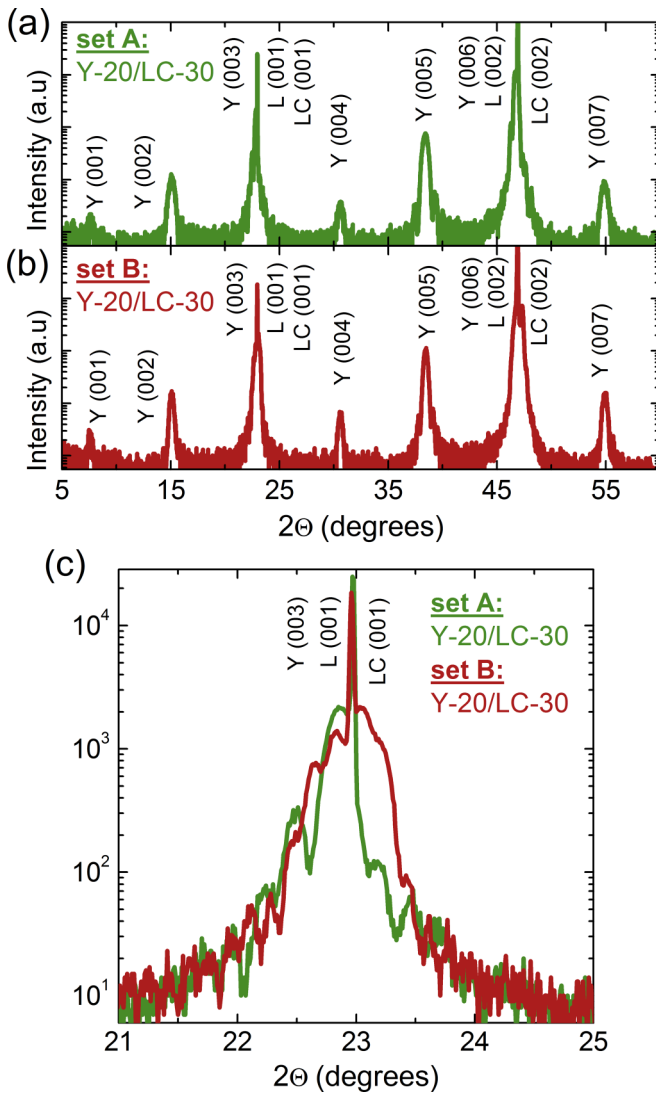 (a)
set A:
Y-20/LC-30
Intensity (a.u)
Y (001)
Y (002)
Y (003)
L (001)
LC (001)
Y (004)
Y (005)
Y (006)
L (002)
LC (002)
Y (007)
(b)
set B:
Y-20/LC-30
Intensity (a.u)
Y (001)
Y (002)
Y (003)
L (001)
LC (001)
Y (004)
Y (005)
Y (006)
L (002)
LC (002)
Y (007)
5 15 25 35 45 55
2Θ (degrees)
(c)
Y (003)
L (001)
LC (001)
set A:
Y-20/LC-30
set B:
Y-20/LC-30
10⁴
10³
10²
10¹
21 22 23 24 25
2Θ (degrees)